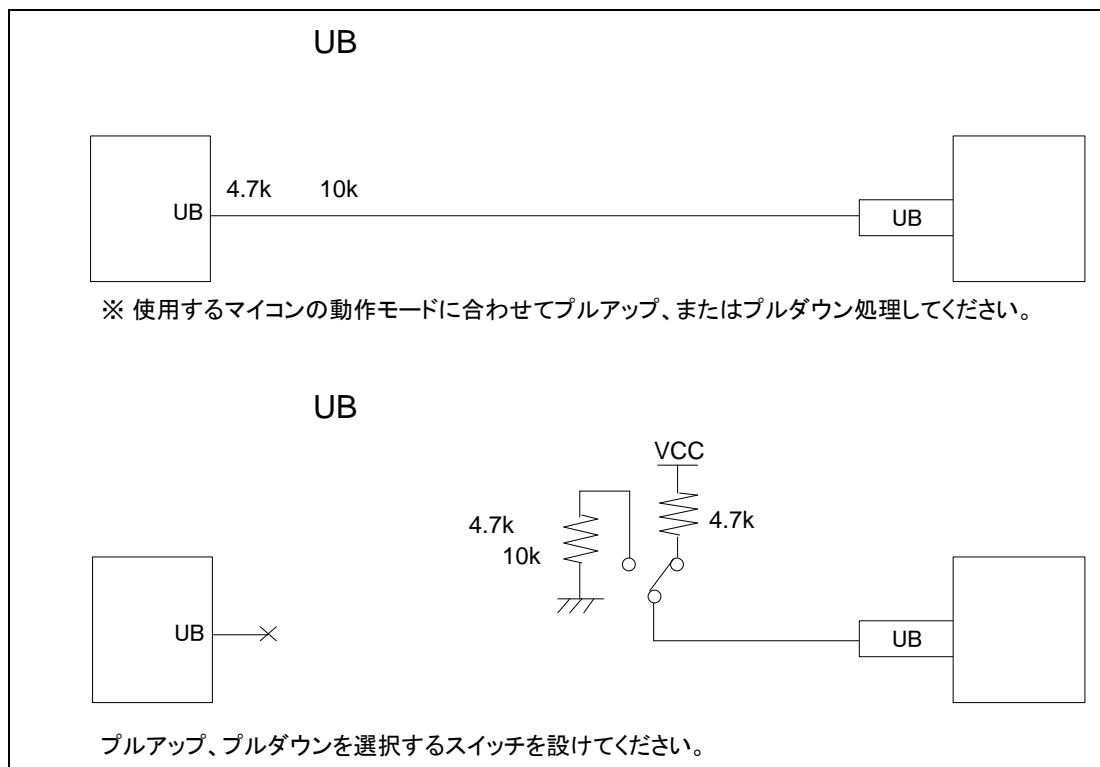 UB
4.7k 10k
UB
UB
※ 使用するマイコンの動作モードに合わせてプルアップ、またはプルダウン処理してください。
UB
VCC
4.7k
4.7k
10k
UB
UB
プルアップ、プルダウンを選択するスイッチを設けてください。